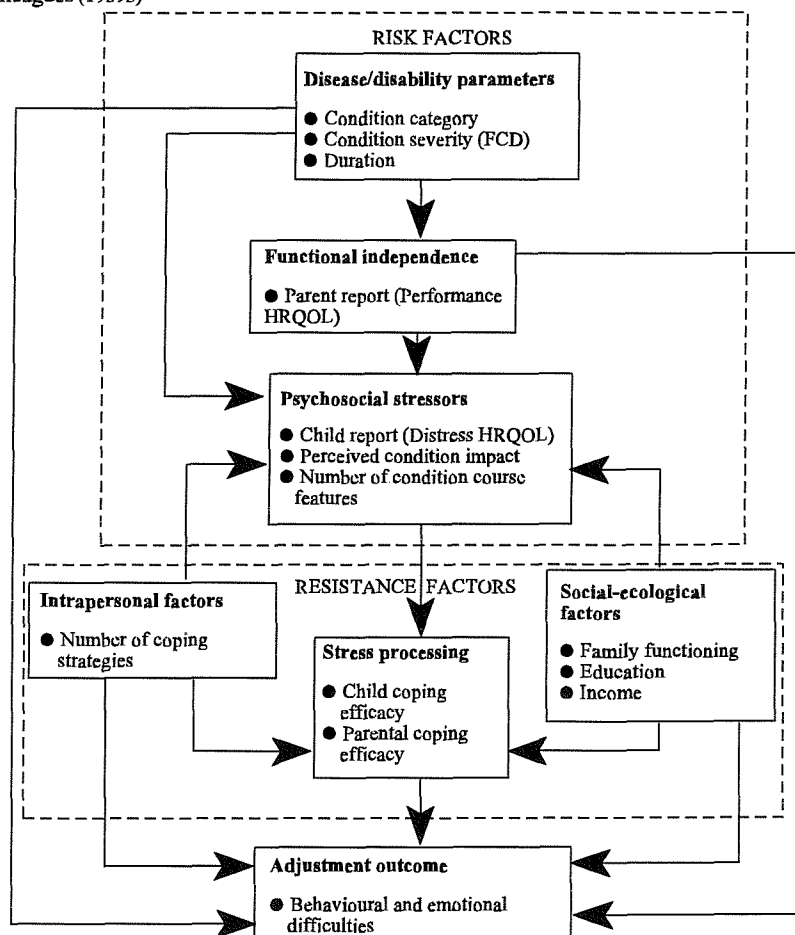 RISK FACTORS
Disease/disability parameters
● Condition category
● Condition severity (FCD)
● Duration
Functional independence
● Parent report (Performance
HRQOL)
Psychosocial stressors
● Child report (Distress HRQOL)
● Perceived condition impact
● Number of condition course
features
RESISTANCE FACTORS
Intrapersonal factors
● Number of coping
strategies
Social-ecological
factors
● Family functioning
● Education
● Income
Stress processing
● Child coping
efficacy
● Parental coping
efficacy
Adjustment outcome
● Behavioural and emotional
difficulties